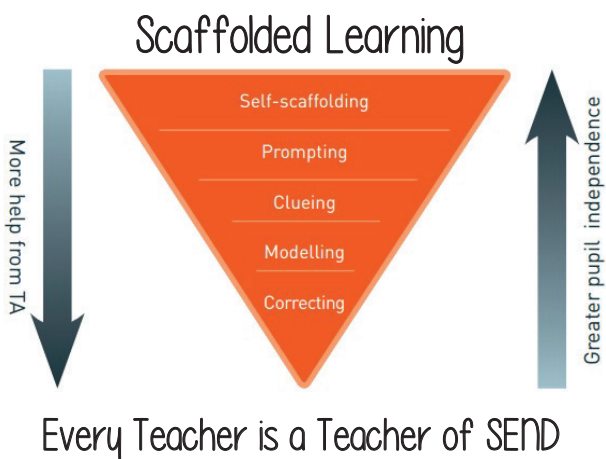 Scaffolded Learning
More help from TA
Self-scaffolding
Prompting
Clueing
Modelling
Correcting
Greater pupil independence
Every Teacher is a Teacher of SEND